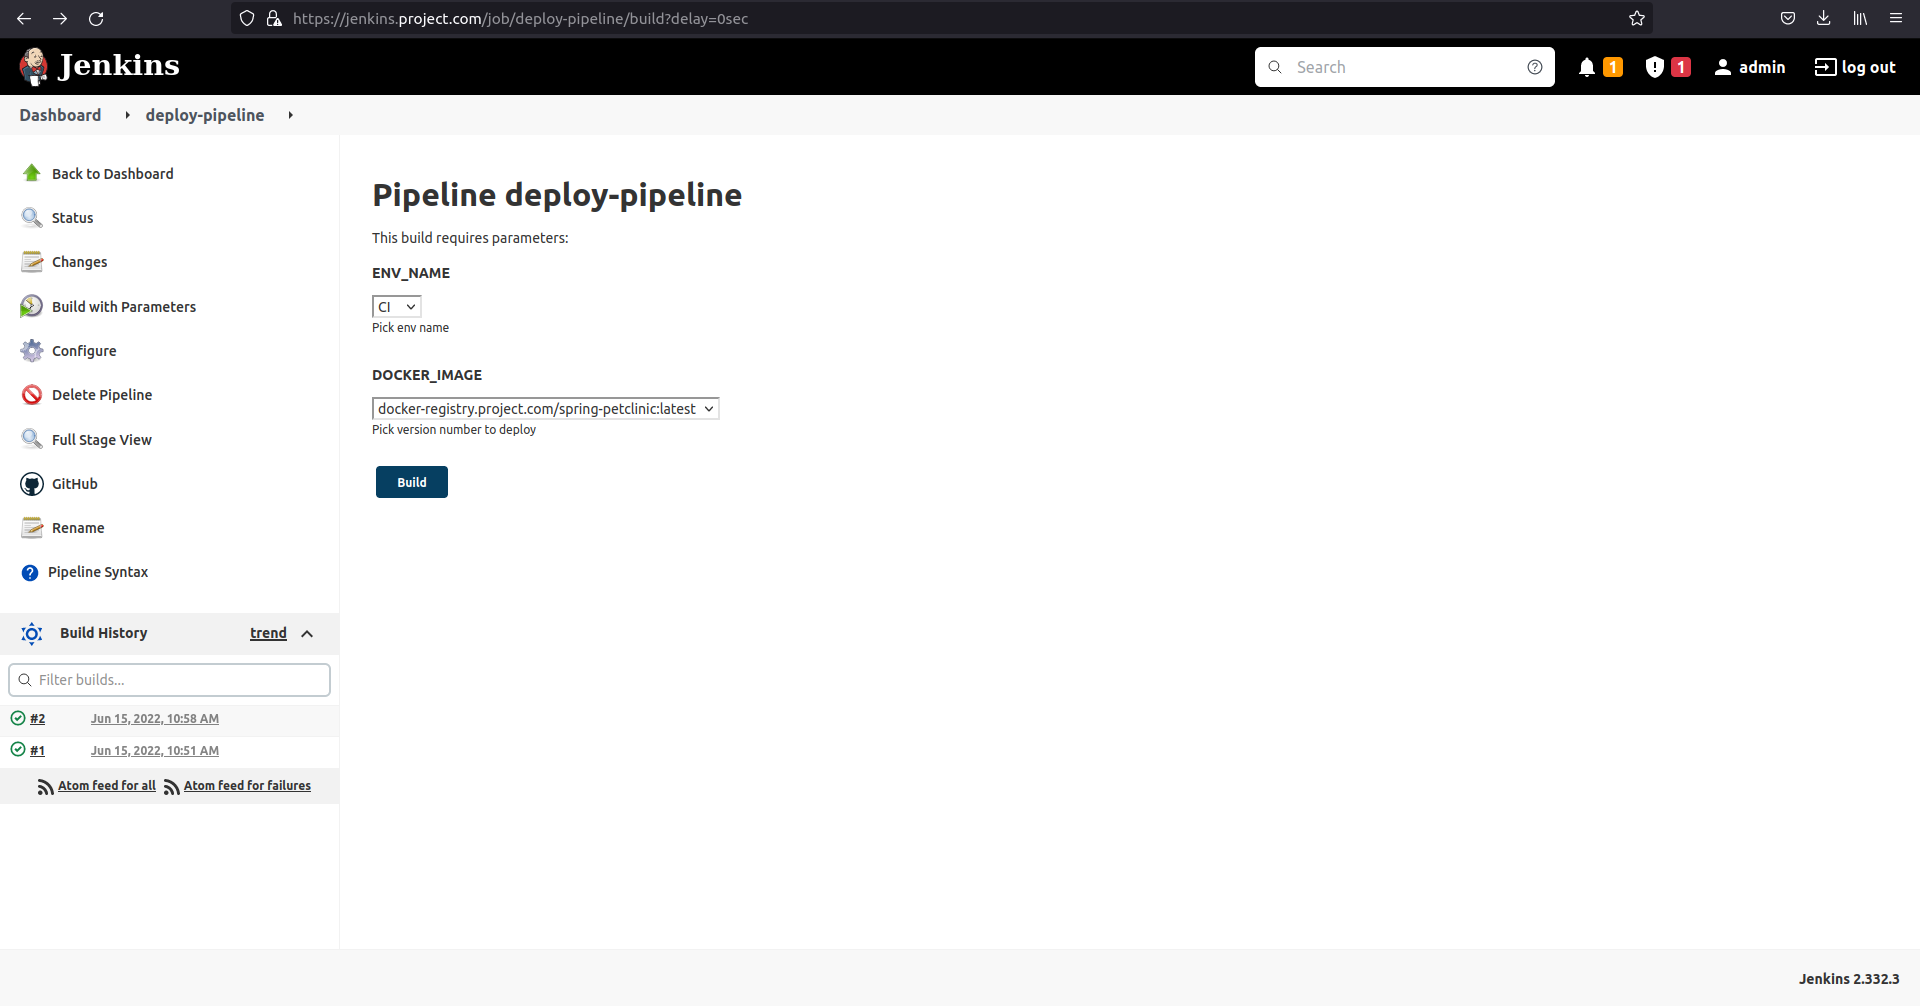 https://jenkins.project.com/job/deploy-pipeline/build?delay=0sec
Jenkins
Search
1
1
admin
log out
Dashboard
deploy-pipeline
Back to Dashboard
Status
Changes
Build with Parameters
Configure
Delete Pipeline
Full Stage View
GitHub
Rename
Pipeline Syntax
Build History trend
Filter builds...
#2 Jun 15, 2022, 10:58 AM
#1 Jun 15, 2022, 10:51 AM
Atom feed for all Atom feed for failures
Pipeline deploy-pipeline
This build requires parameters:
ENV_NAME
CI
Pick env name
DOCKER_IMAGE
docker-registry.project.com/spring-petclinic:latest
Pick version number to deploy
Build
Jenkins 2.332.3